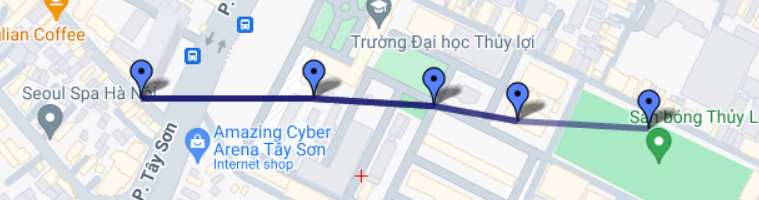 glian Coffee
P.
Trường Đại học Thủy lợi
Seoul Spa Hà Nội
Sân bóng Thủy L
Amazing Cyber
Arena Tây Sơn
Internet shop
P. Tây Sơn